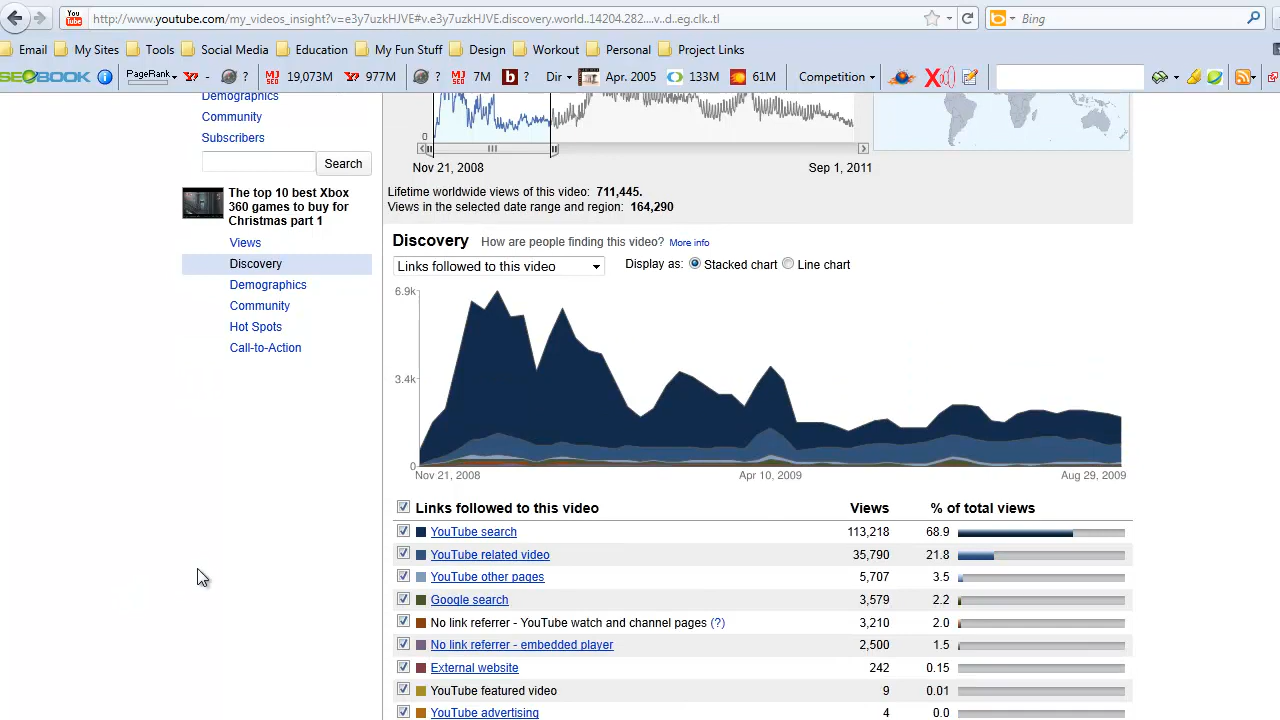 http://www.youtube.com/my_videos_insight?v=e3y7uzkHJVE#v.e3y7uzkHJVE.discovery.world..14204.282....v..d..eg.clk..tl
Bing
Email My Sites Tools Social Media Education My Fun Stuff Design Workout Personal Project Links
SEOBOOK PageRank - ? 19,073M 977M ? 7M ? Dir Apr. 2005 133M 61M Competition
Demographics
Community
Subscribers
Search
0
Nov 21, 2008 Sep 1, 2011
Lifetime worldwide views of this video: 711,445.
Views in the selected date range and region: 164,290
The top 10 best Xbox
360 games to buy for
Christmas part 1
Views
Discovery
Demographics
Community
Hot Spots
Call-to-Action
Discovery How are people finding this video? More info
Links followed to this video Display as: Stacked chart Line chart
6.9k
3.4k
0
Nov 21, 2008 Apr 10, 2009 Aug 29, 2009
Links followed to this video Views % of total views
YouTube search 113,218 68.9
YouTube related video 35,790 21.8
YouTube other pages 5,707 3.5
Google search 3,579 2.2
No link referrer - YouTube watch and channel pages (?) 3,210 2.0
No link referrer - embedded player 2,500 1.5
External website 242 0.15
YouTube featured video 9 0.01
YouTube advertising 4 0.0